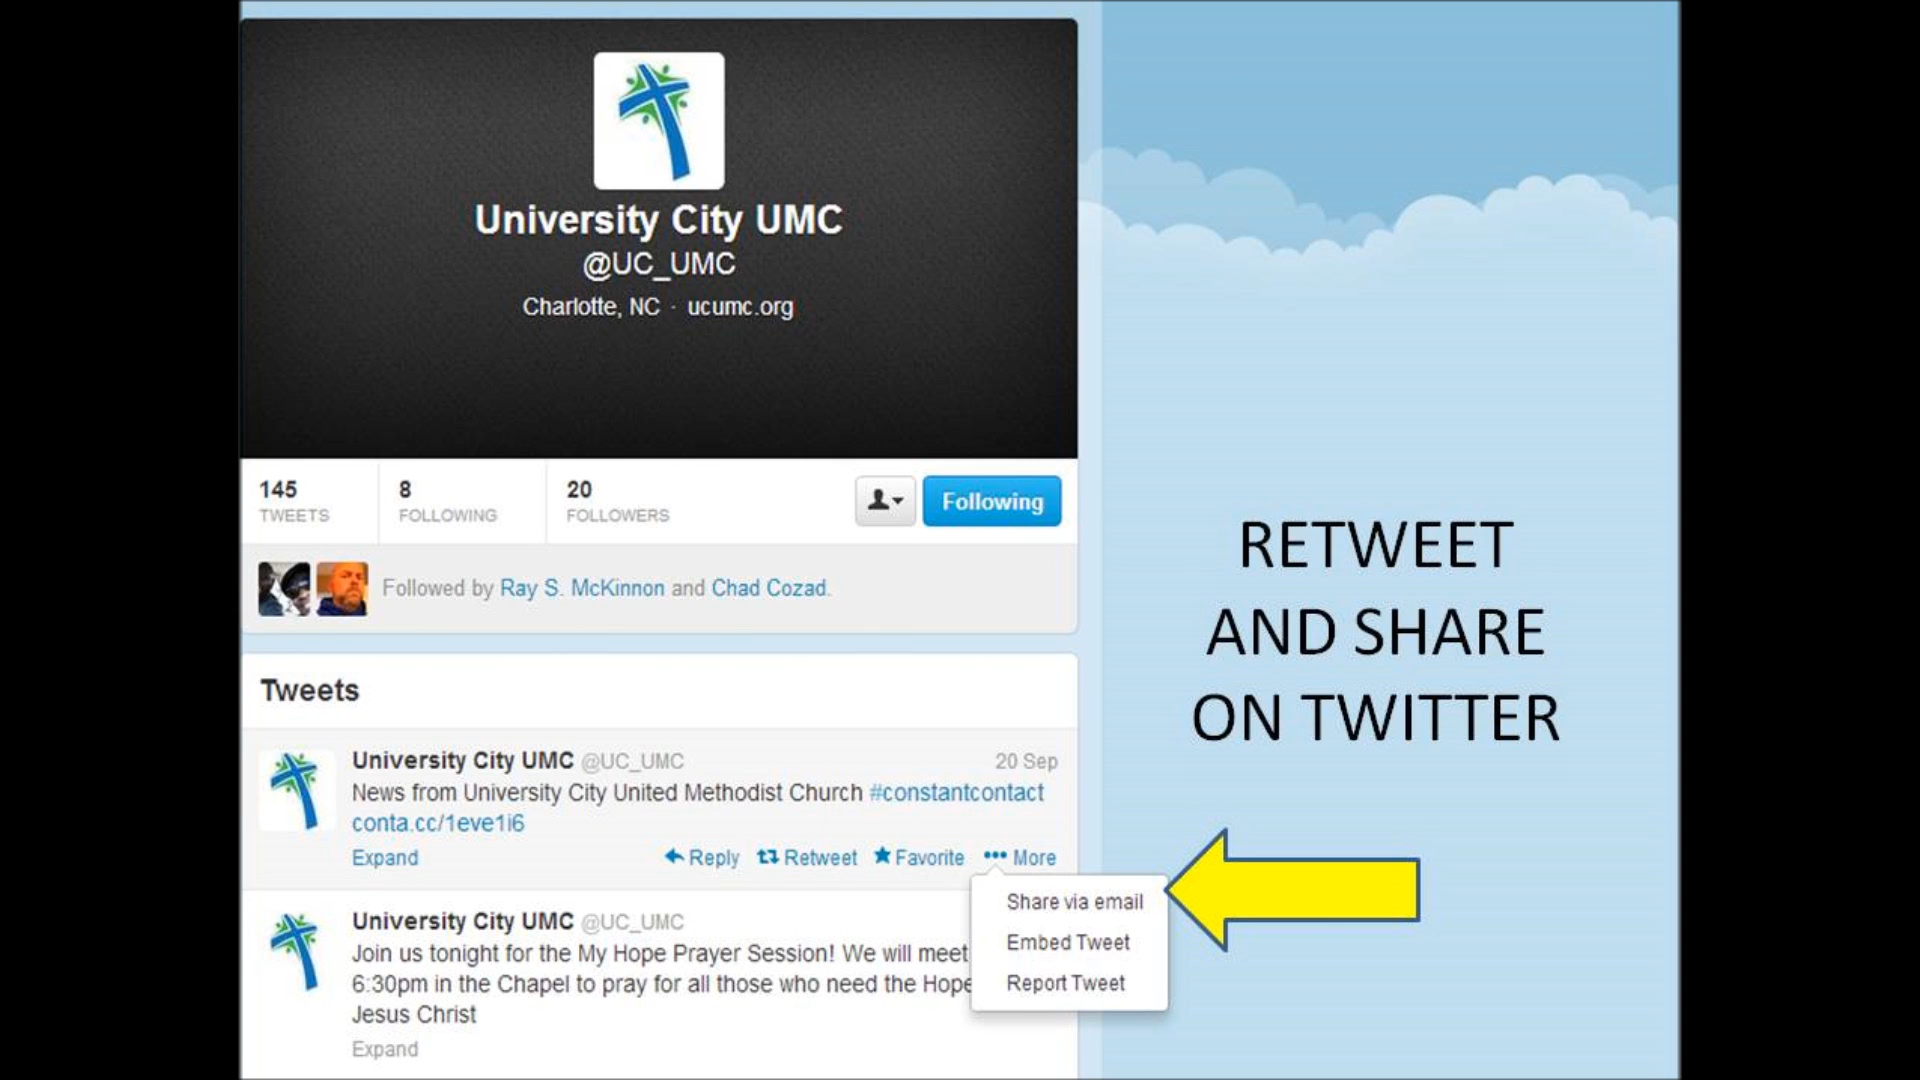 University City UMC
@UC_UMC
Charlotte, NC · ucumc.org
145
TWEETS
8
FOLLOWING
20
FOLLOWERS
Following
Followed by Ray S. McKinnon and Chad Cozad.
Tweets
University City UMC @UC_UMC 20 Sep
News from University City United Methodist Church #constantcontact
conta.cc/1eve1i6
Expand Reply Retweet Favorite More
Share via email
Embed Tweet
Report Tweet
University City UMC @UC_UMC
Join us tonight for the My Hope Prayer Session! We will meet
6:30pm in the Chapel to pray for all those who need the Hope
Jesus Christ
Expand
RETWEET
AND SHARE
ON TWITTER